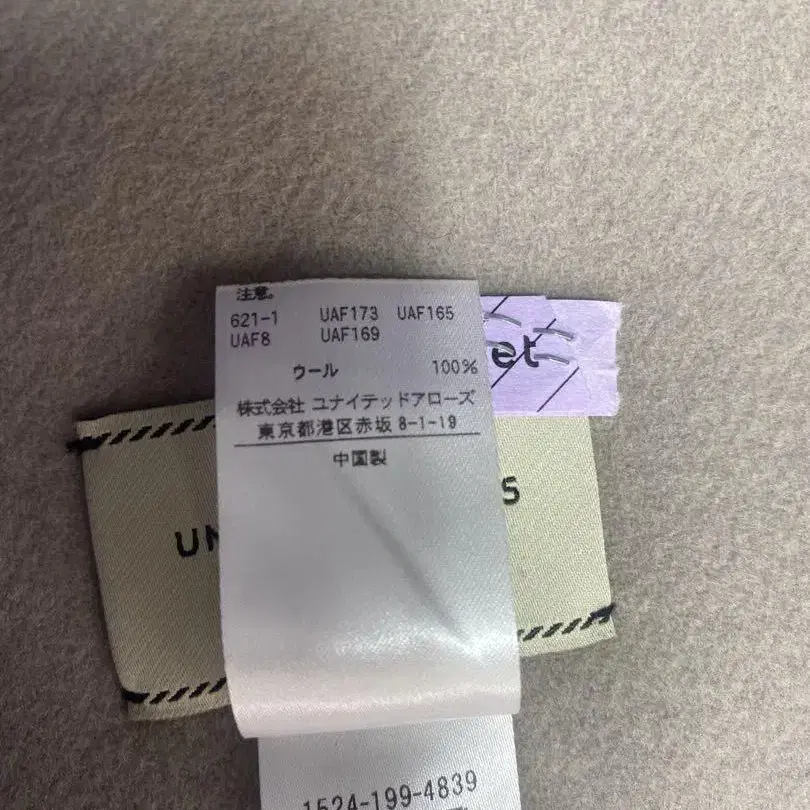 注意。
621-1 UAF173 UAF165
UAF8 UAF169
ウール 100%
株式会社 ユナイテッドアローズ
東京都港区赤坂 8-1-19
中国製
et
UN
S
1524-199-4839